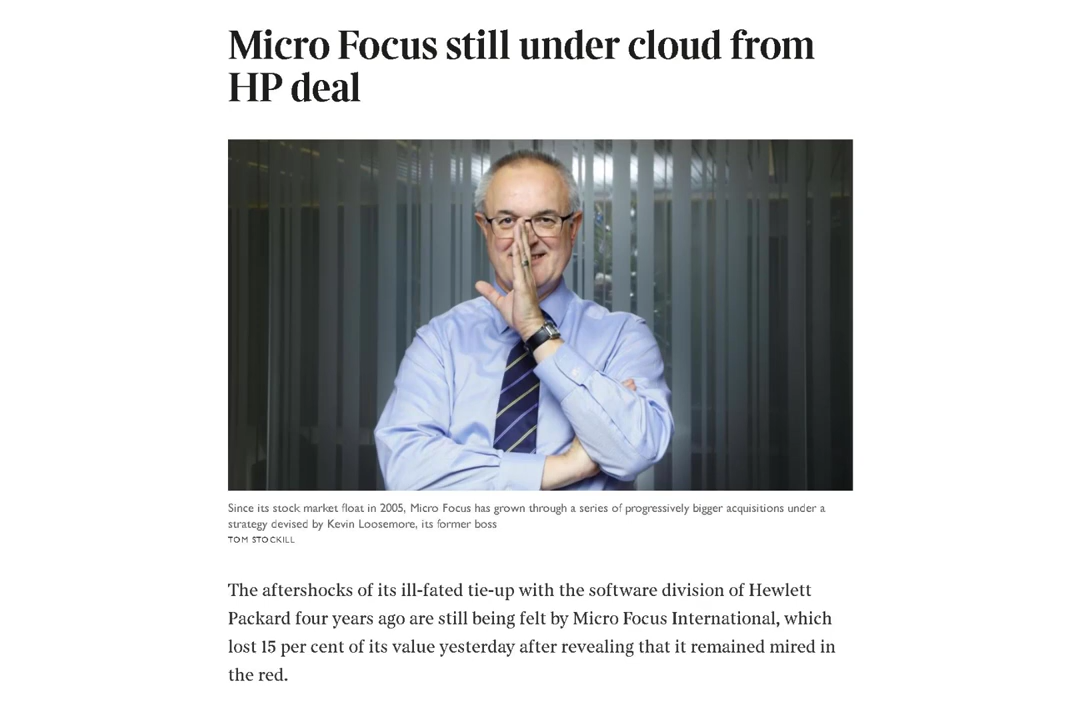 Micro Focus still under cloud from
HP deal
Since its stock market float in 2005, Micro Focus has grown through a series of progressively bigger acquisitions under a
strategy devised by Kevin Loosemore, its former boss
TOM STOCKILL
The aftershocks of its ill-fated tie-up with the software division of Hewlett
Packard four years ago are still being felt by Micro Focus International, which
lost 15 per cent of its value yesterday after revealing that it remained mired in
the red.